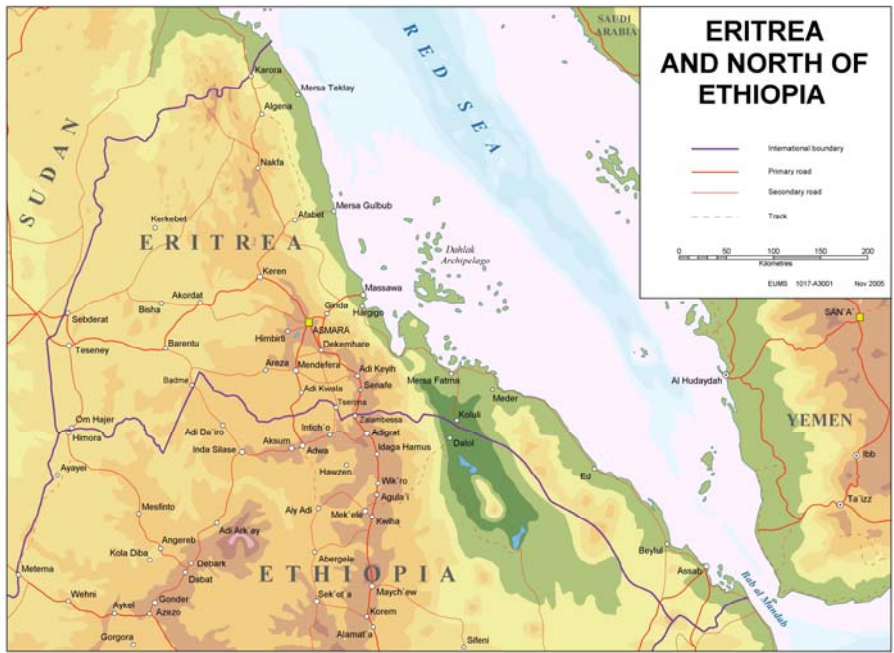 ERITREA
AND NORTH OF
ETHIOPIA
International boundary
Primary road
Secondary road
Track
0 50 100 150 200
Kilometres
EUMS 1017-A3001 Nov 2005
SAUDI
ARABIA
RED SEA
SUDAN
Karora
Mersa Teklay
Algena
Nakfa
Mersa Gulbub
Afabet
Kerkebet
ERITREA
Dahlak
Archipelago
Keren
Massawa
Akordat
Bisha
Ginda
Hargigo
Sebderat
ASMARA
SAN'A'
Himbirti
Dekemhare
Teseney
Barentu
Areza
Mendefera
Adi Keyih
Mersa Fatma
Al Hudaydah
Badme
Senafe
Adi Kwala
Meder
Tserona
Om Hajer
Zalambessa
Koluli
YEMEN
Himora
Adi Da'iro
Intich'o
Adigrat
Aksum
Adwa
Dalol
Inda Silase
Idaga Hamus
Ibb
Ayayei
Hawzen
Ed
Wik'ro
Agula'i
Ta'izz
Mesfinto
Aiy Adi
Mek'ele
Kwiha
Adi Ark'ay
Angereb
Kola Diba
Abergele
Beylul
Debark
Metema
Dabat
ETHIOPIA
Assab
Bab al Mandab
Wehni
Gonder
Sek'ot'a
Maych'ew
Aykel
Azezo
Korem
Gorgora
Alamat'a
Sifeni